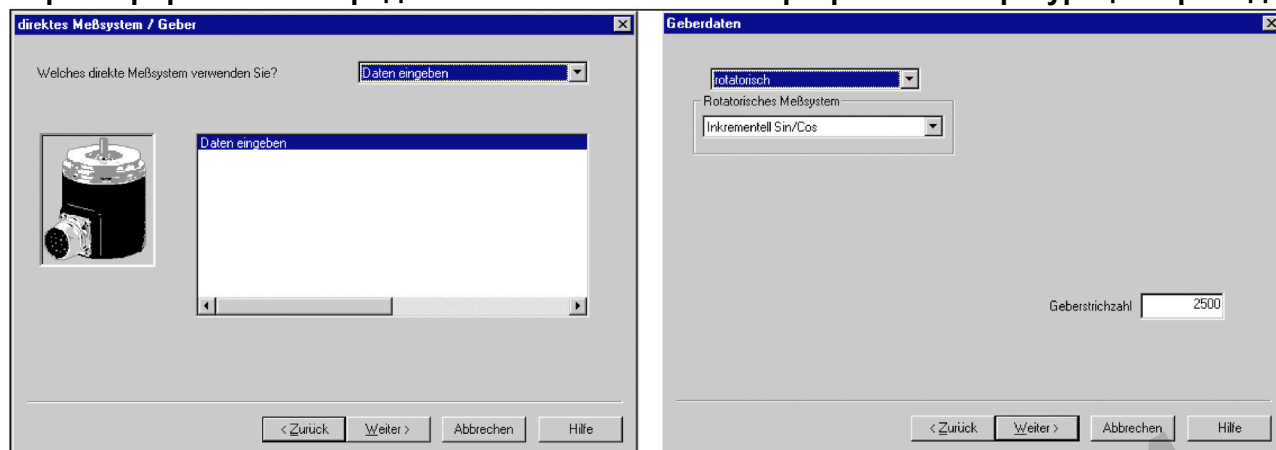 direktes Meßsystem / Geber
Welches direkte Meßsystem verwenden Sie?
Daten eingeben
Daten eingeben
< Zurück
Weiter >
Abbrechen
Hilfe
Geberdaten
rotatorisch
Rotatorisches Meßsystem
Inkrementell Sin/Cos
Geberstrichzahl 2500
< Zurück
Weiter >
Abbrechen
Hilfe